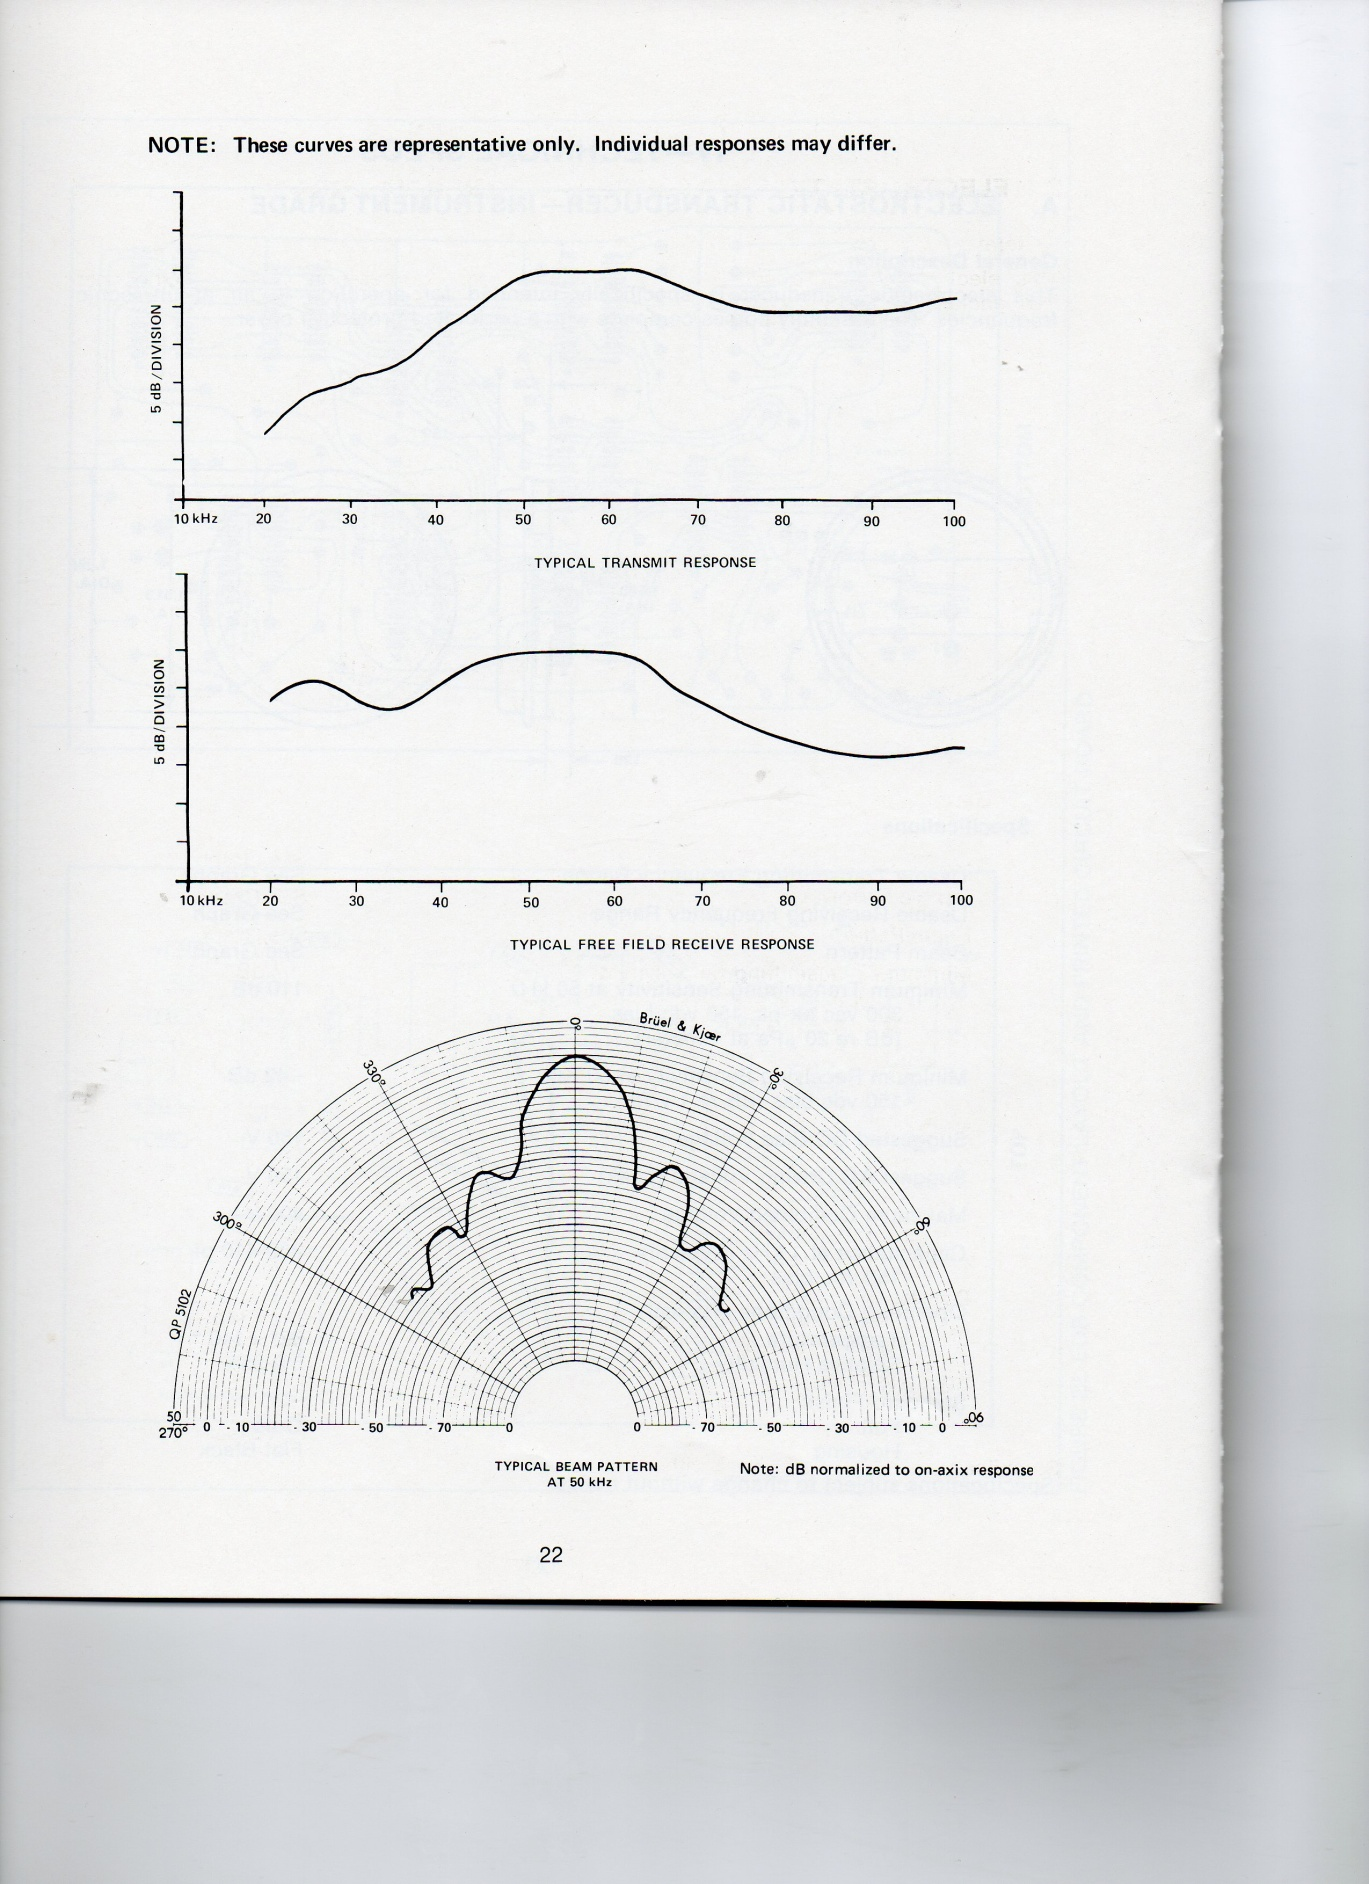 NOTE: These curves are representative only. Individual responses may differ.
5 dB/DIVISION
10 kHz 20 30 40 50 60 70 80 90 100
TYPICAL TRANSMIT RESPONSE
5 dB/DIVISION
10 kHz 20 30 40 50 60 70 80 90 100
TYPICAL FREE FIELD RECEIVE RESPONSE
0°
Brüel & Kjær
330°
30°
300°
60°
QP 5102
50 0 - 10 - 30 - 50 - 70 0 0 - 70 - 50 - 30 - 10 - 0 90°
270°
TYPICAL BEAM PATTERN
AT 50 kHz
Note: dB normalized to on-axix response
22